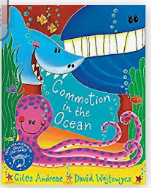 Commotion
in the
Ocean
Giles Andreae
David Wojtowycz